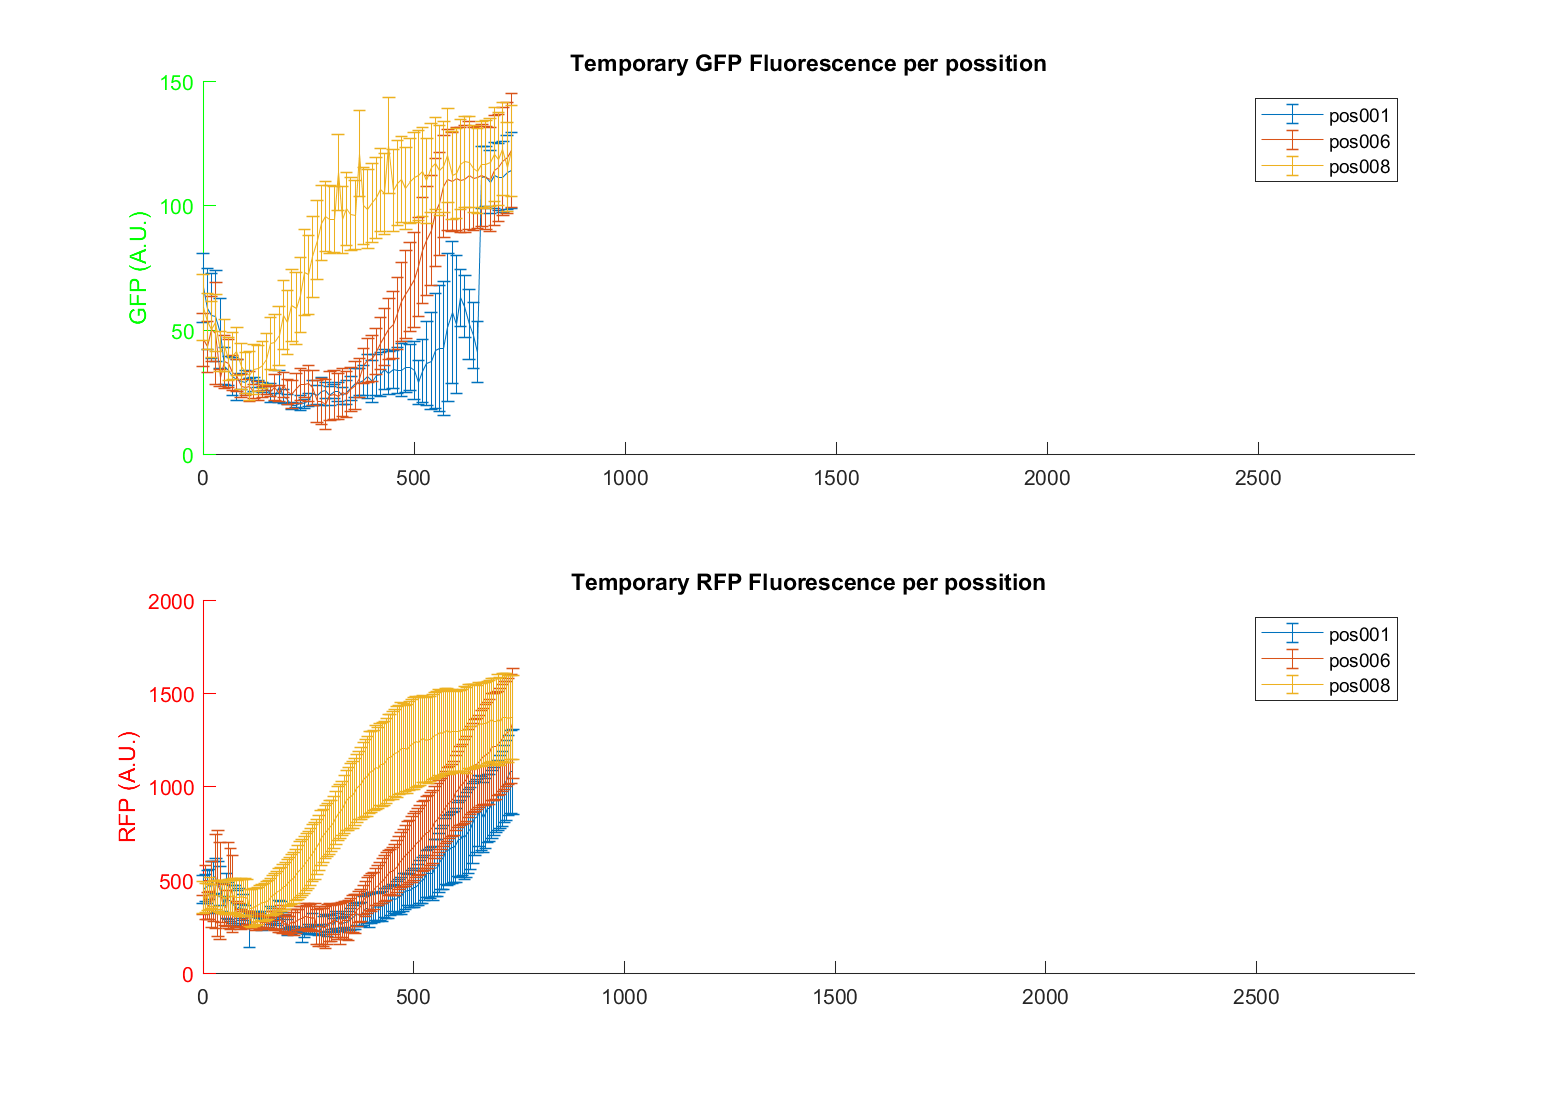 Temporary GFP Fluorescence per possition
150
100
50
0
GFP (A.U.)
pos001
pos006
pos008
0 500 1000 1500 2000 2500
Temporary RFP Fluorescence per possition
2000
1500
1000
500
0
RFP (A.U.)
pos001
pos006
pos008
0 500 1000 1500 2000 2500